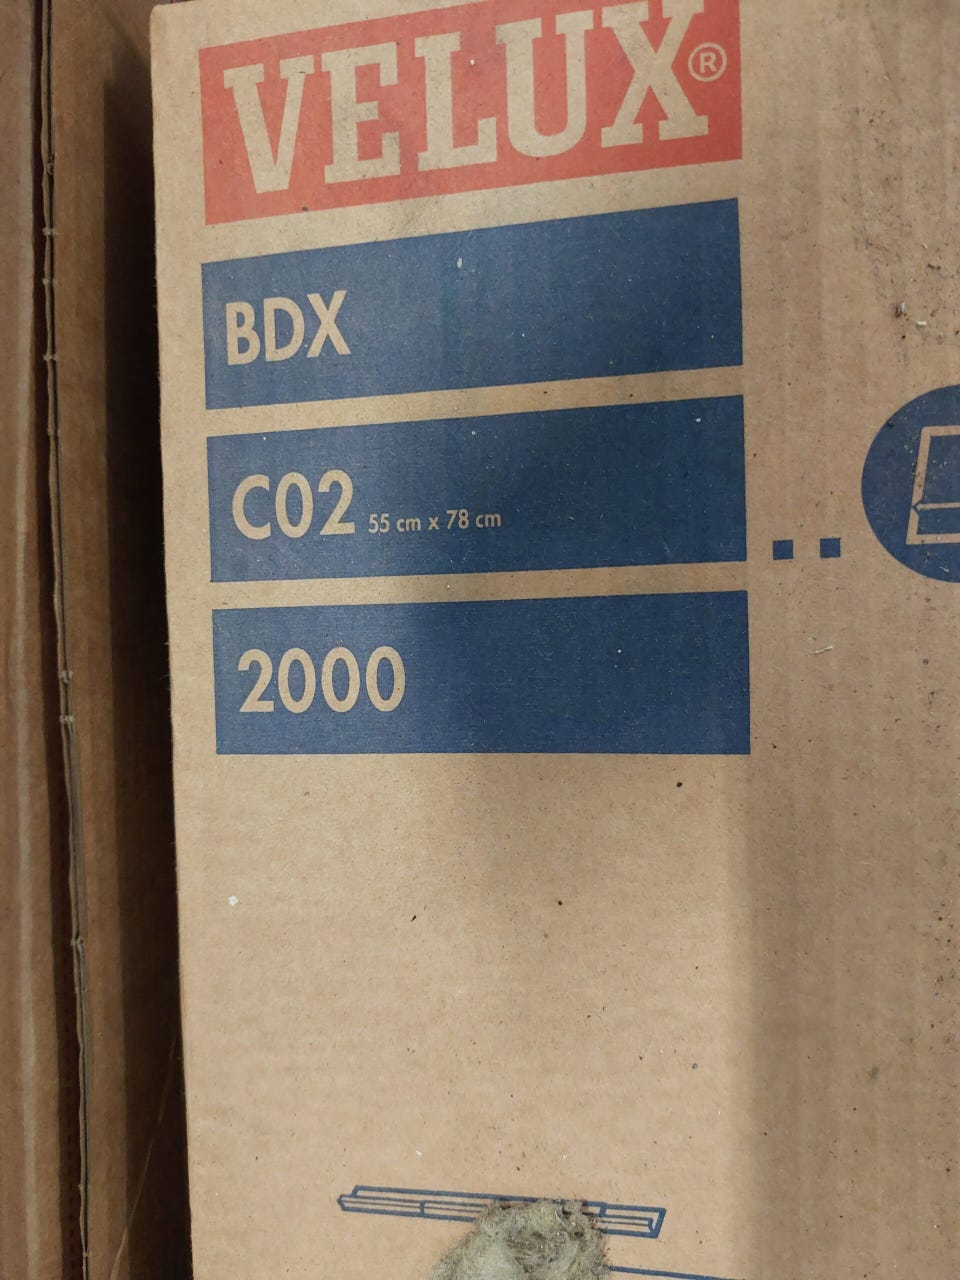 VELUX®
BDX
C02 55 cm x 78 cm
2000